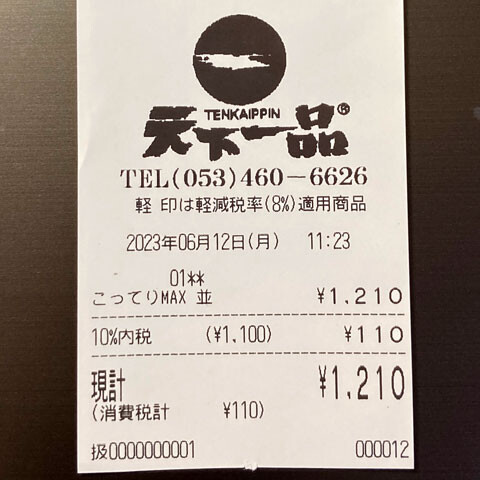 TENKAIPPIN
天下一品®
TEL(053)460-6626
軽 印は軽減税率(8%)適用商品
2023年06月12日(月) 11:23
01**
こってりMAX 並 ¥1,210
10%内税 (¥1,100) ¥110
現計 ¥1,210
(消費税計 ¥110)
扱0000000001 000012